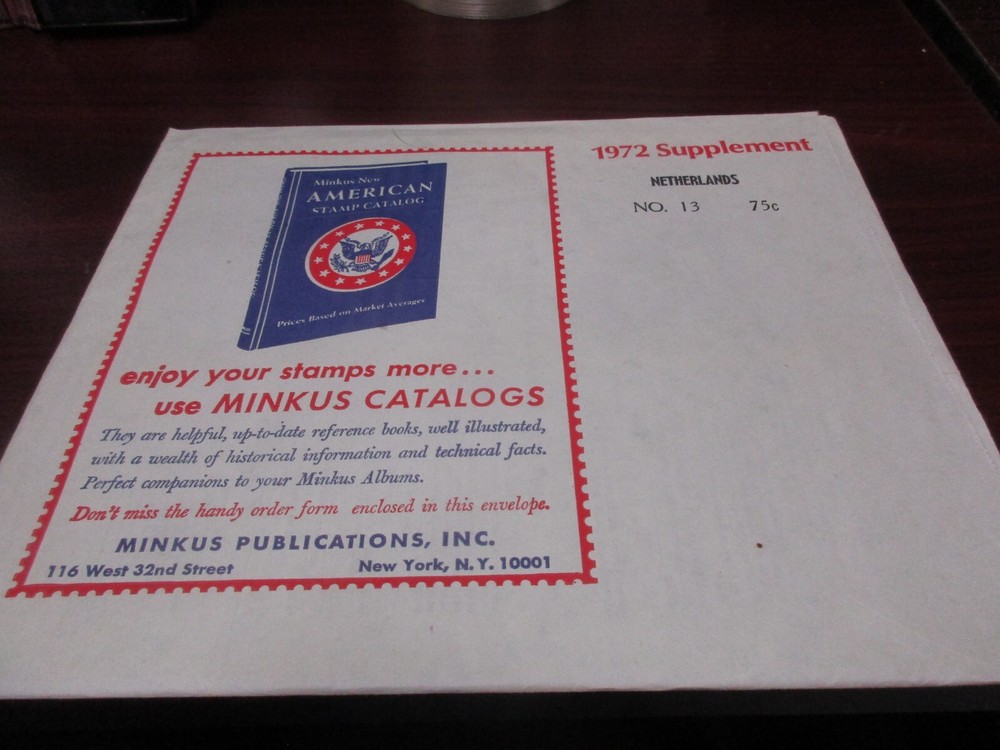 1972 Supplement
NETHERLANDS
NO. 13 75c
Minkus New
AMERICAN
STAMP CATALOG
Prices Based on Market Averages
enjoy your stamps more...
use MINKUS CATALOGS
They are helpful, up-to-date reference books, well illustrated,
with a wealth of historical information and technical facts.
Perfect companions to your Minkus Albums.
Don't miss the handy order form enclosed in this envelope.
MINKUS PUBLICATIONS, INC.
116 West 32nd Street New York, N.Y. 10001